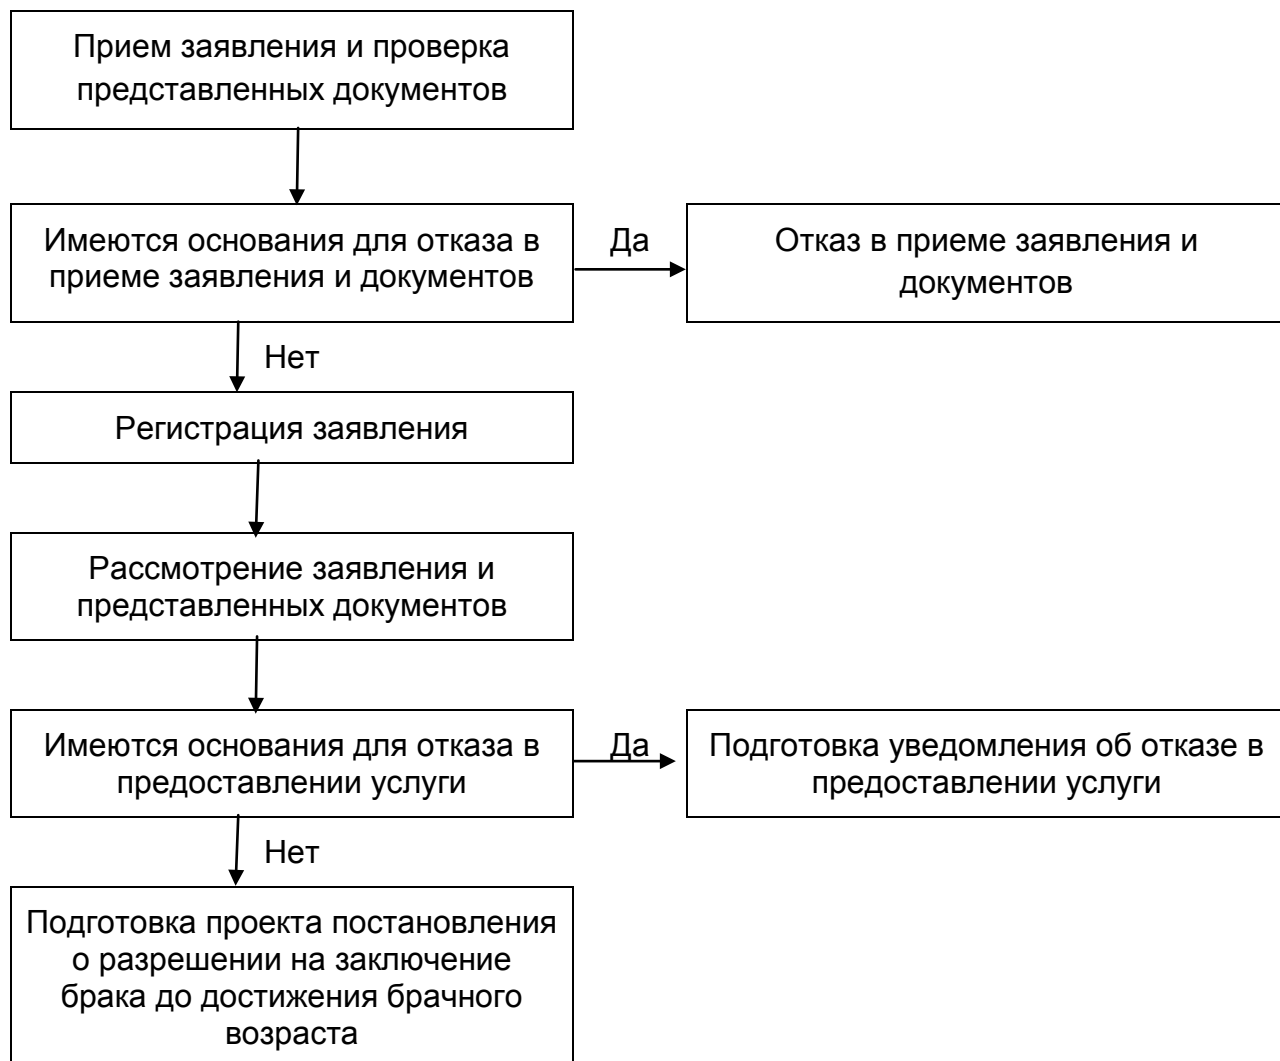 Прием заявления и проверка
представленных документов
Имеются основания для отказа в
приеме заявления и документов
Да
Отказ в приеме заявления и
документов
Нет
Регистрация заявления
Рассмотрение заявления и
представленных документов
Имеются основания для отказа в
предоставлении услуги
Да
Подготовка уведомления об отказе в
предоставлении услуги
Нет
Подготовка проекта постановления
о разрешении на заключение
брака до достижения брачного
возраста